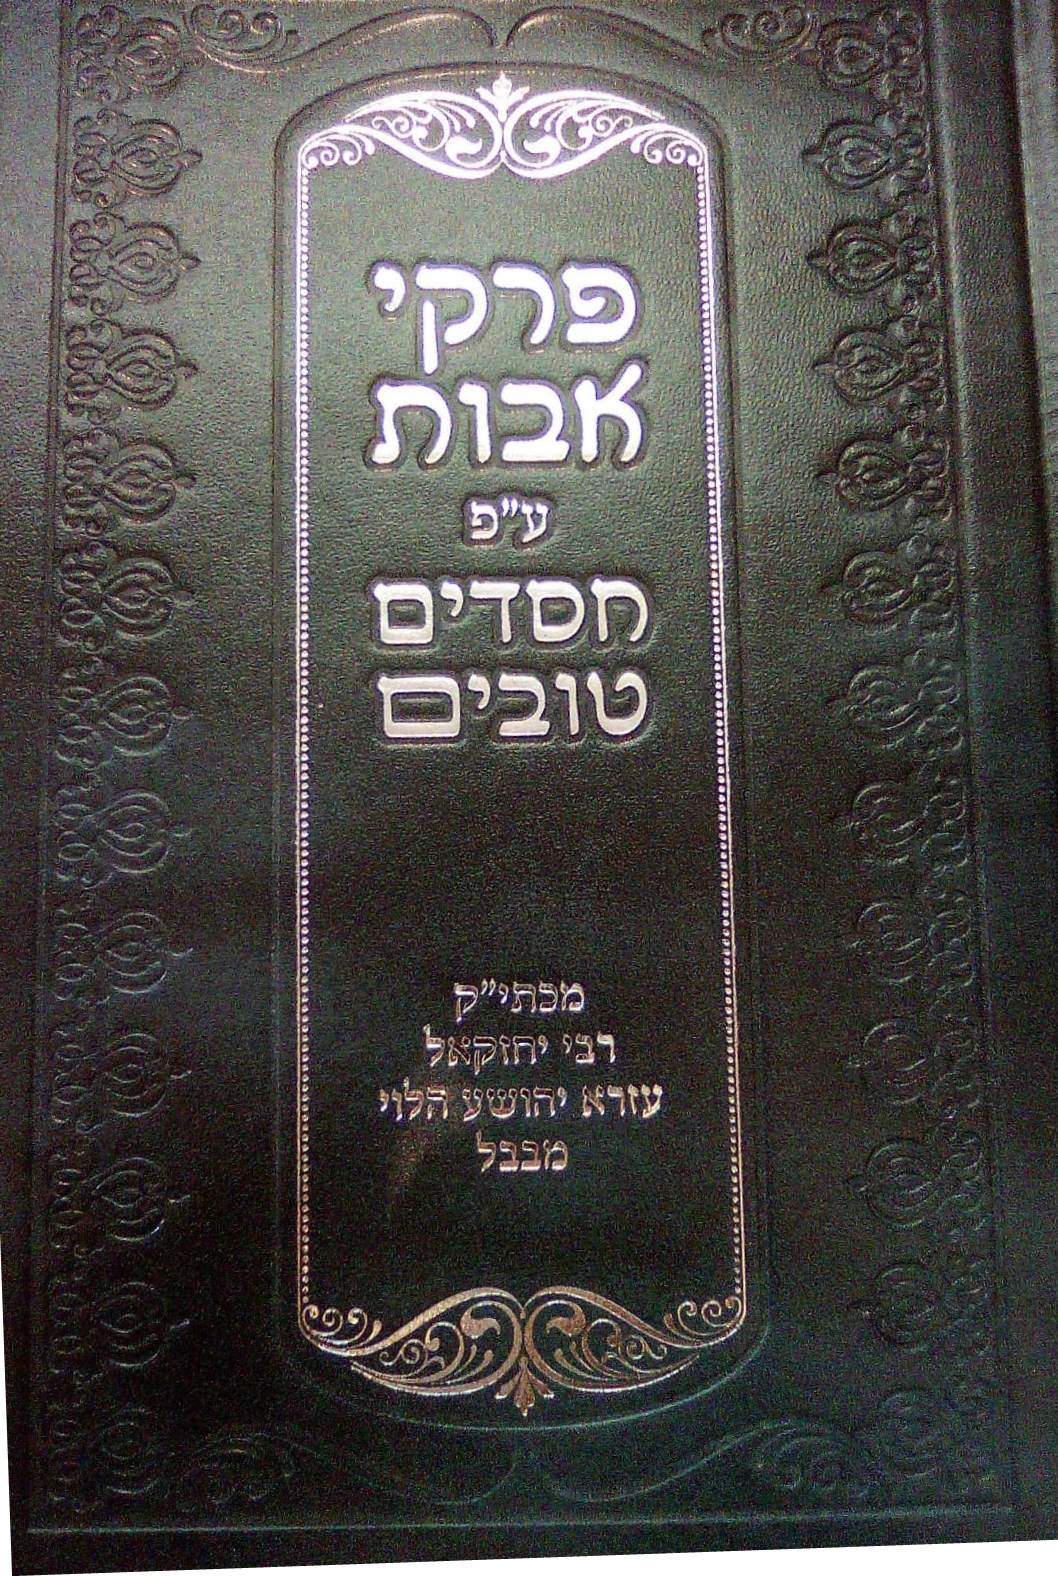 פרקי
אבות
ע"פ
חסדים
טובים
מכתי"ק
רבי יחזקאל
עזרא יהושע הלוי
מבבל